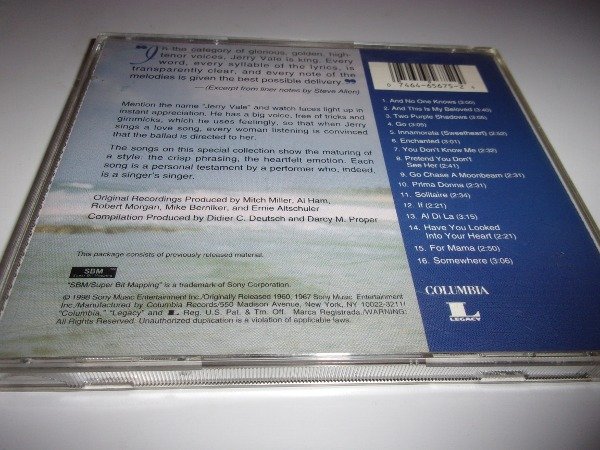 "In the category of glorious, golden, high-
tenor voices, Jerry Vale is king. Every
word, every syllable of the lyrics, is
transparently clear, and every note of the
melodies is given the best possible delivery."
(Excerpt from liner notes by Steve Allen)
Mention the name "Jerry Vale" and watch faces light up in
instant appreciation. He has a big voice, free of tricks and
gimmicks, which he uses feelingly, so that when Jerry
sings a love song, every woman listening is convinced
that the ballad is directed to her.
The songs on this special collection show the maturing of
a style: the crisp phrasing, the heartfelt emotion. Each
song is a personal testament by a performer who, indeed,
is a singer's singer.
Original Recordings Produced by Mitch Miller, Al Ham,
Robert Morgan, Mike Berniker, and Ernie Altschuler
Compilation Produced by Didier C. Deutsch and Darcy M. Proper
This package consists of previously released material.
SBM
"SBM/Super Bit Mapping" is a trademark of Sony Corporation.
© 1998 Sony Music Entertainment Inc./Originally Released 1960, 1967 Sony Music Entertainment
Inc./Manufactured by Columbia Records/550 Madison Avenue, New York, NY 10022-3211/
"Columbia," "Legacy" and L Reg. U.S. Pat. & Tm. Off. Marca Registrada./WARNING:
All Rights Reserved. Unauthorized duplication is a violation of applicable laws.
0 7464-65675-2
1. And No One Knows (3:00)
2. And This Is My Beloved (3:40)
3. Two Purple Shadows (3:05)
4. Go
5. Innamorata (Sweetheart)
6. Enchanted (3:01)
7. You Don't Know Me (3:02)
8. Pretend You Don't
See Her (2:41)
9. Go Chase A Moonbeam (2:31)
10. Prima Donna (2:51)
11. Solitaire (3:34)
12. If (2:21)
13. Al Di La (3:15)
14. Have You Looked
Into Your Heart (2:21)
15. For Mama (2:50)
16. Somewhere (3:06)
COLUMBIA
L
LEGACY